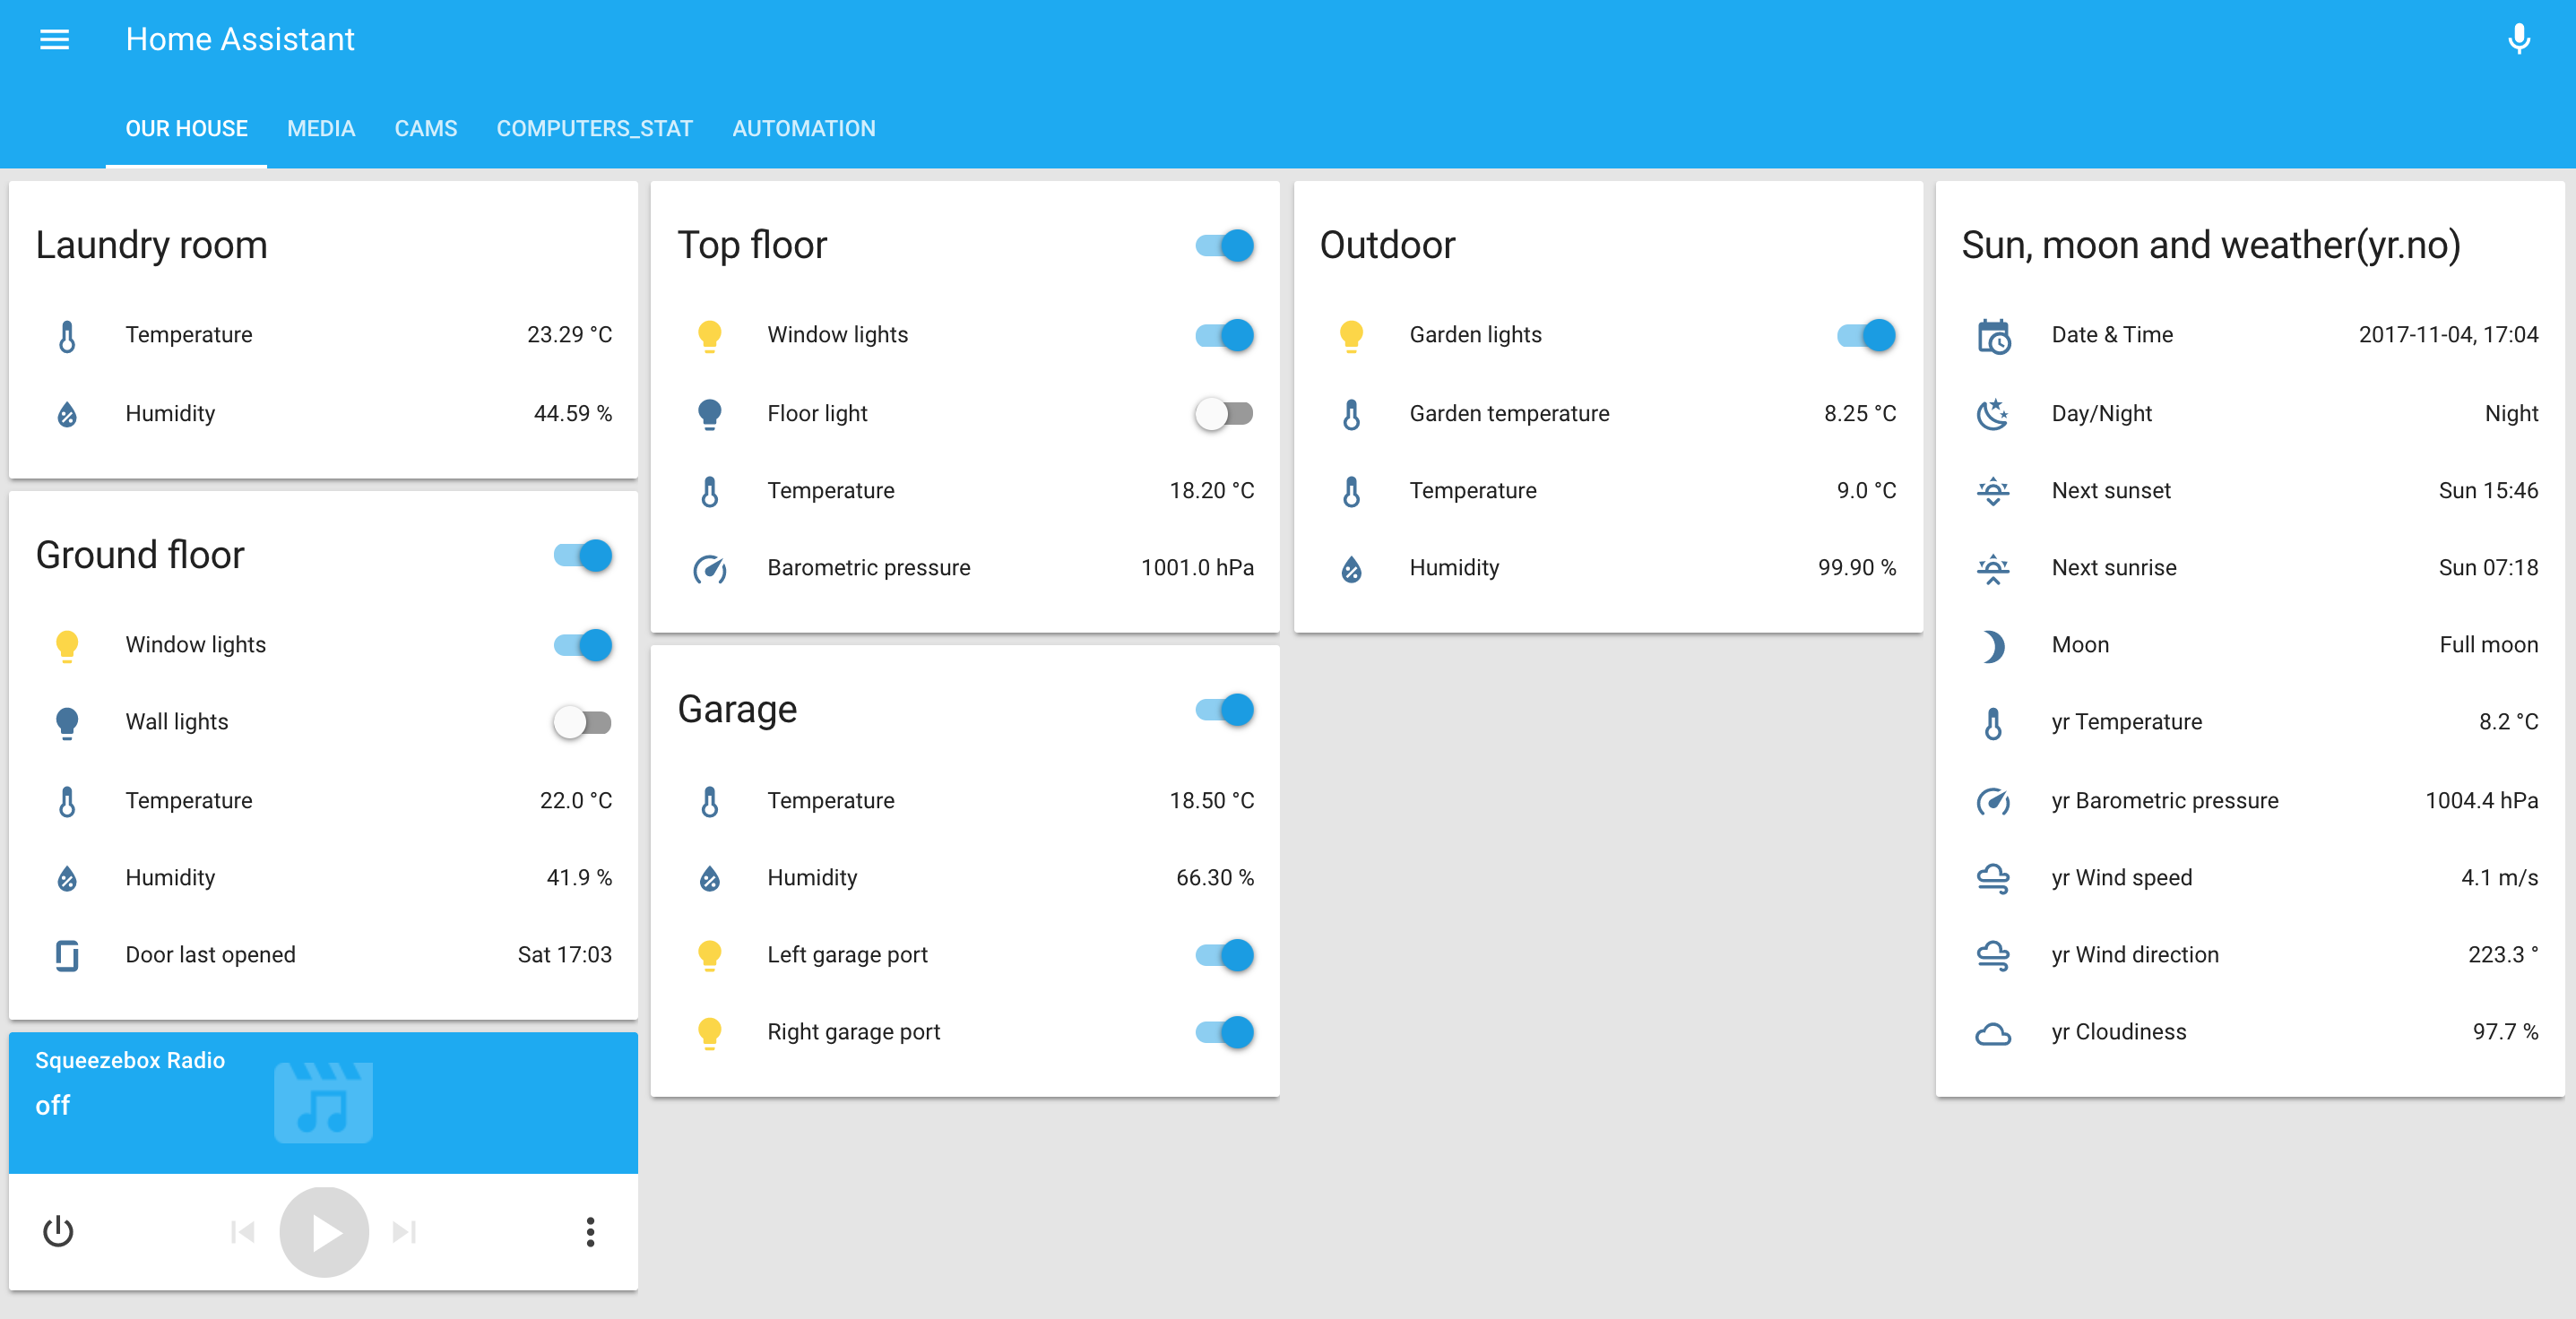 Home Assistant
OUR HOUSE MEDIA CAMS COMPUTERS_STAT AUTOMATION
Laundry room
Temperature 23.29 °C
Humidity 44.59 %
Ground floor
Window lights
Wall lights
Temperature 22.0 °C
Humidity 41.9 %
Door last opened Sat 17:03
Squeezebox Radio
off
Top floor
Window lights
Floor light
Temperature 18.20 °C
Barometric pressure 1001.0 hPa
Garage
Temperature 18.50 °C
Humidity 66.30 %
Left garage port
Right garage port
Outdoor
Garden lights
Garden temperature 8.25 °C
Temperature 9.0 °C
Humidity 99.90 %
Sun, moon and weather(yr.no)
Date & Time 2017-11-04, 17:04
Day/Night Night
Next sunset Sun 15:46
Next sunrise Sun 07:18
Moon Full moon
yr Temperature 8.2 °C
yr Barometric pressure 1004.4 hPa
yr Wind speed 4.1 m/s
yr Wind direction 223.3 °
yr Cloudiness 97.7 %